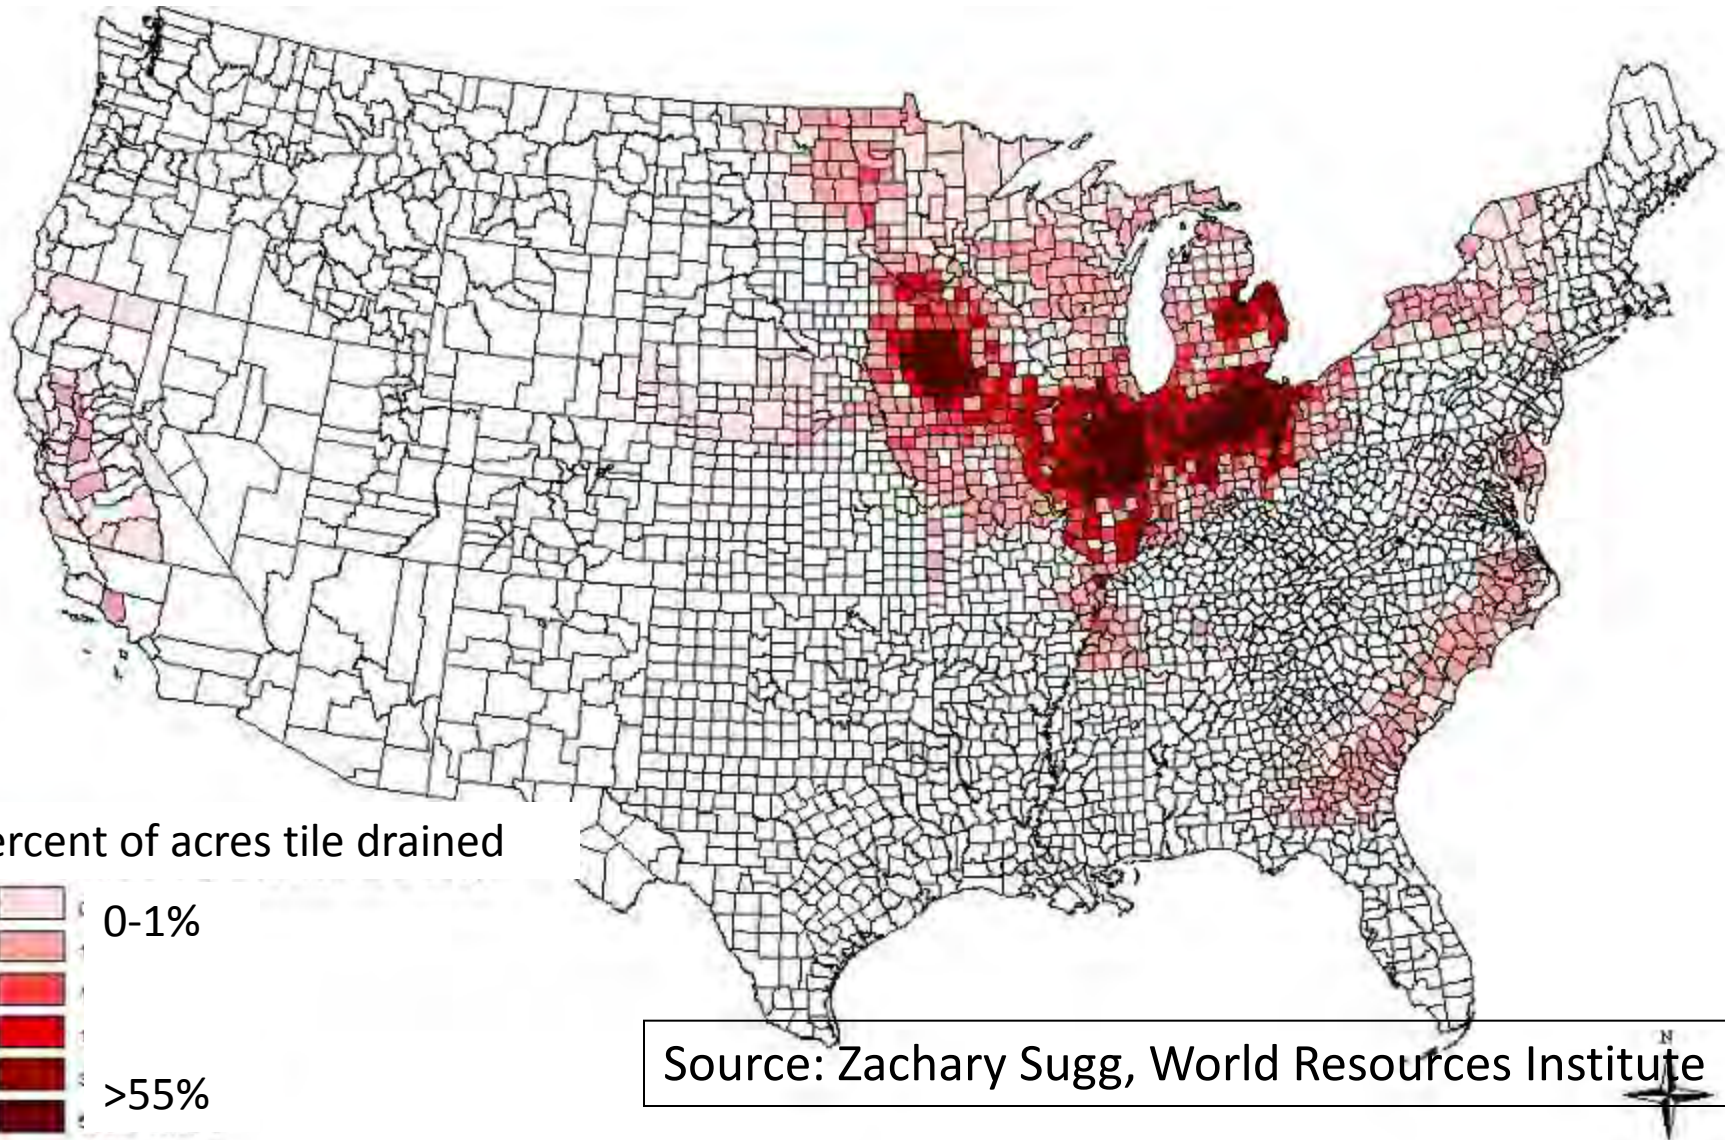 ercent of acres tile drained
0-1%
>55%
Source: Zachary Sugg, World Resources Institute
N